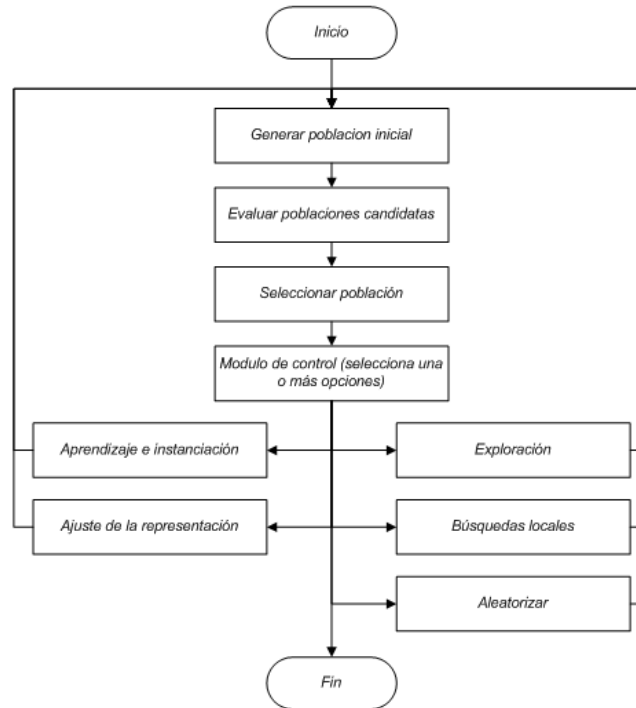 Inicio
Generar poblacion inicial
Evaluar poblaciones candidatas
Seleccionar población
Modulo de control (selecciona una
o más opciones)
Aprendizaje e instanciación
Exploración
Ajuste de la representación
Búsquedas locales
Aleatorizar
Fin